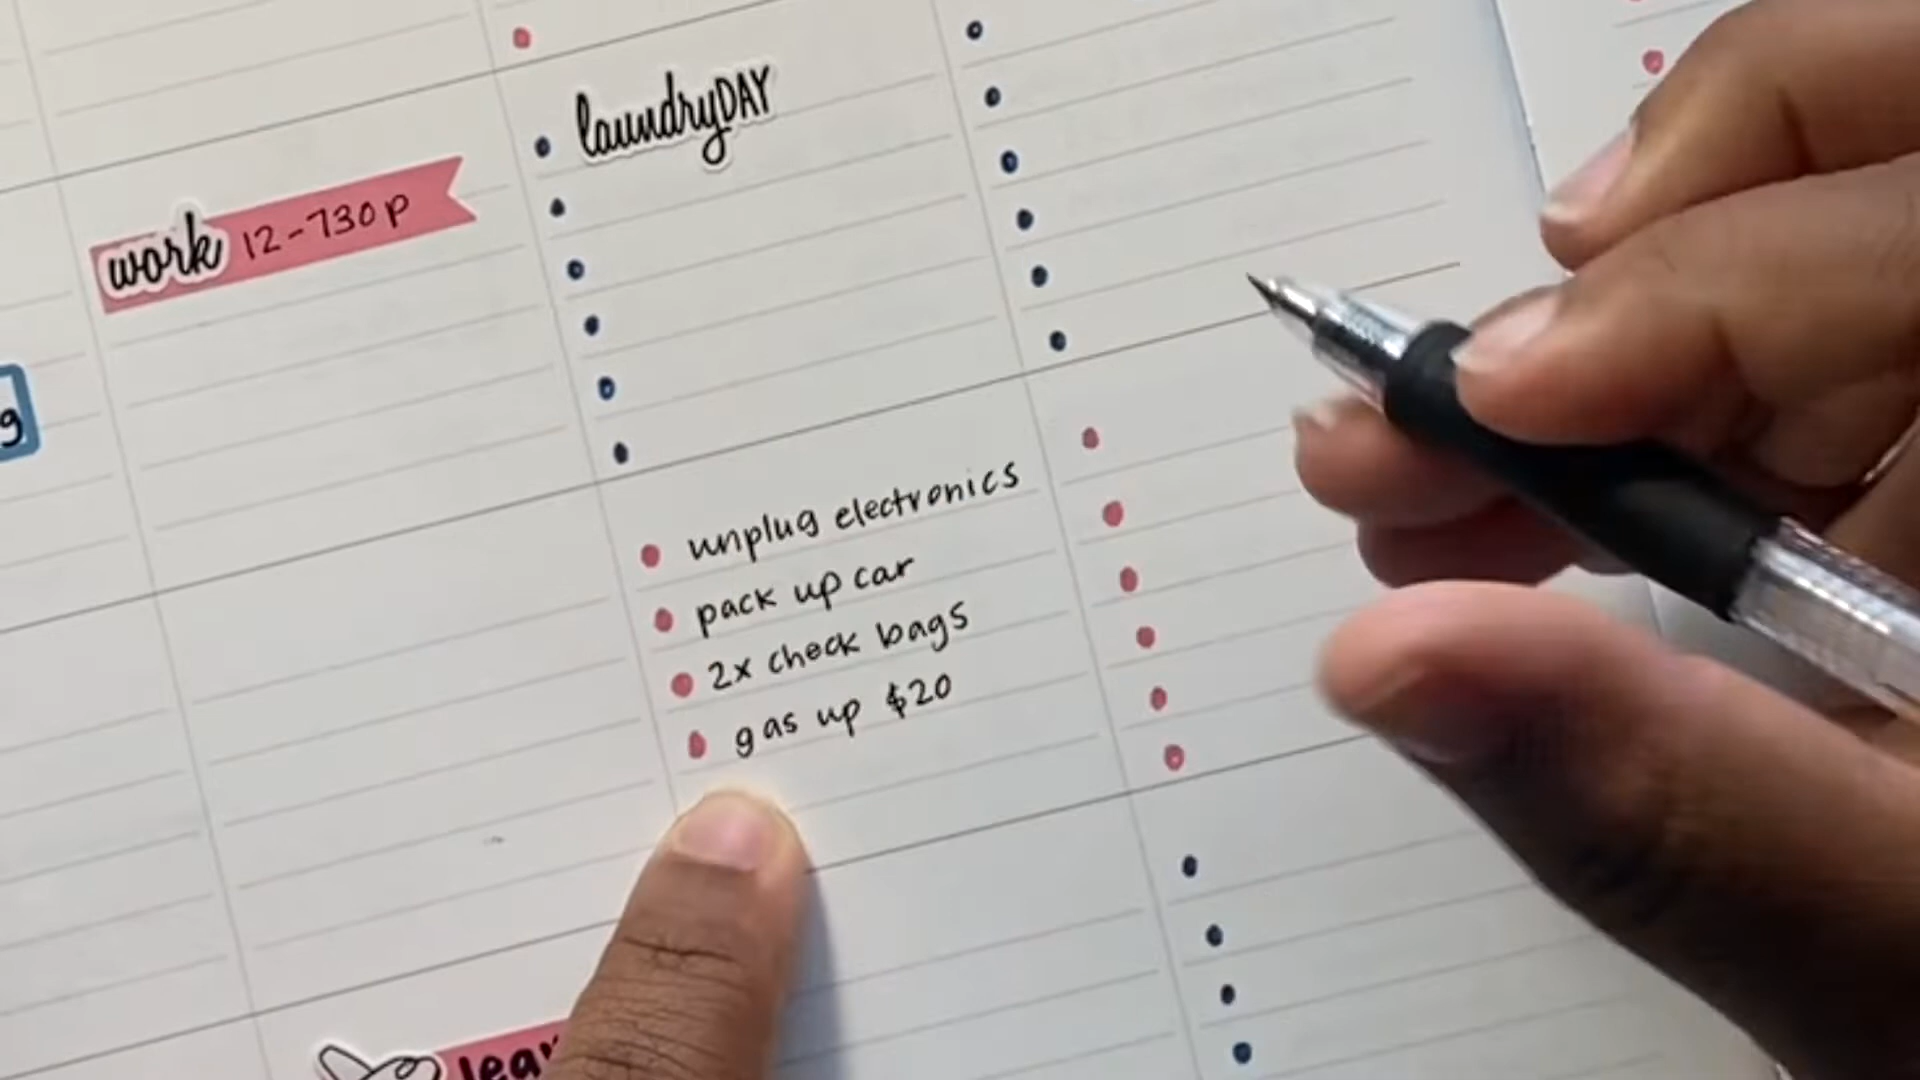 laundryDAY
work 12-730p
g
unplug electronics
pack up car
2x check bags
gas up $20